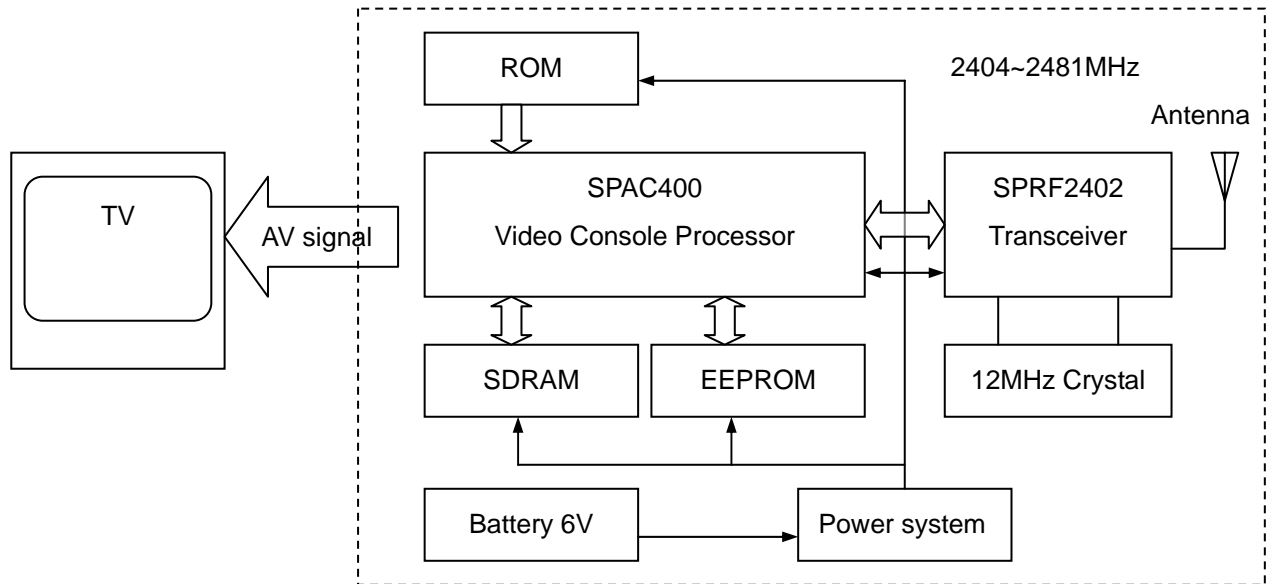 ROM
2404~2481MHz
Antenna
TV
AV signal
SPAC400
Video Console Processor
SPRF2402
Transceiver
SDRAM
EEPROM
12MHz Crystal
Battery 6V
Power system